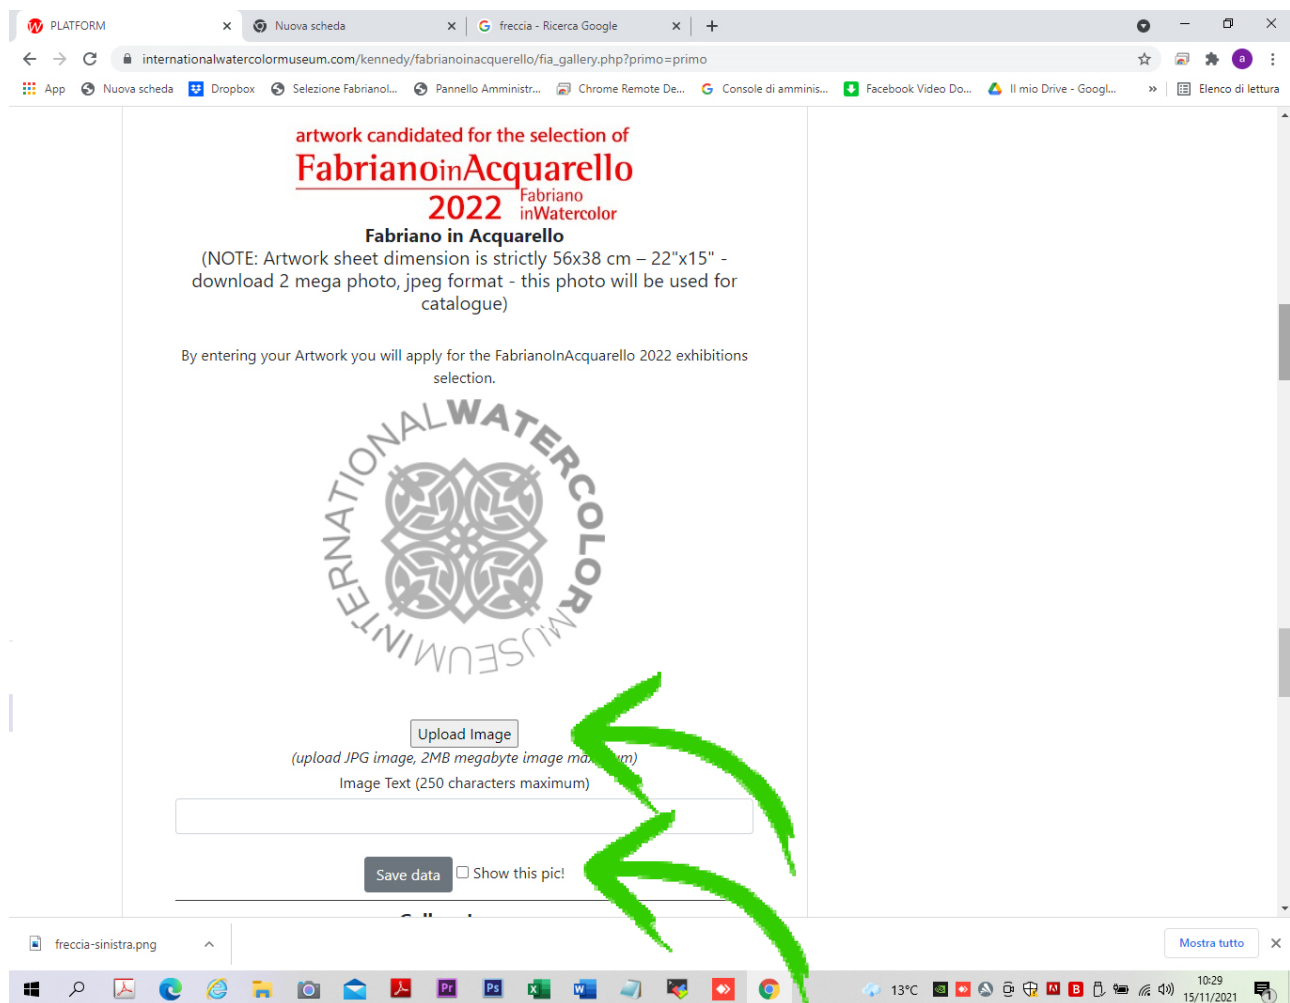 PLATFORM
Nuova scheda
freccia - Ricerca Google
internationalwatercolormuseum.com/kennedy/fabrianoinacquerello/fia_gallery.php?primo=primo
a
App
Nuova scheda
Dropbox
Selezione Fabrianol...
Pannello Amministr...
Chrome Remote De...
Console di amminis...
Facebook Video Do...
Il mio Drive - Googl...
»
Elenco di lettura
artwork candidated for the selection of
FabrianoinAcquarello
2022 Fabriano
inWatercolor
Fabriano in Acquarello
(NOTE: Artwork sheet dimension is strictly 56x38 cm – 22"x15" -
download 2 mega photo, jpeg format - this photo will be used for
catalogue)
By entering your Artwork you will apply for the FabrianoInAcquarello 2022 exhibitions
selection.
INTERNATIONALWATERCOLORMUSEUM
Upload Image
(upload JPG image, 2MB megabyte image maximum)
Image Text (250 characters maximum)
Save data
Show this pic!
freccia-sinistra.png
Mostra tutto
Pr
Ps
13°C
10:29
15/11/2021